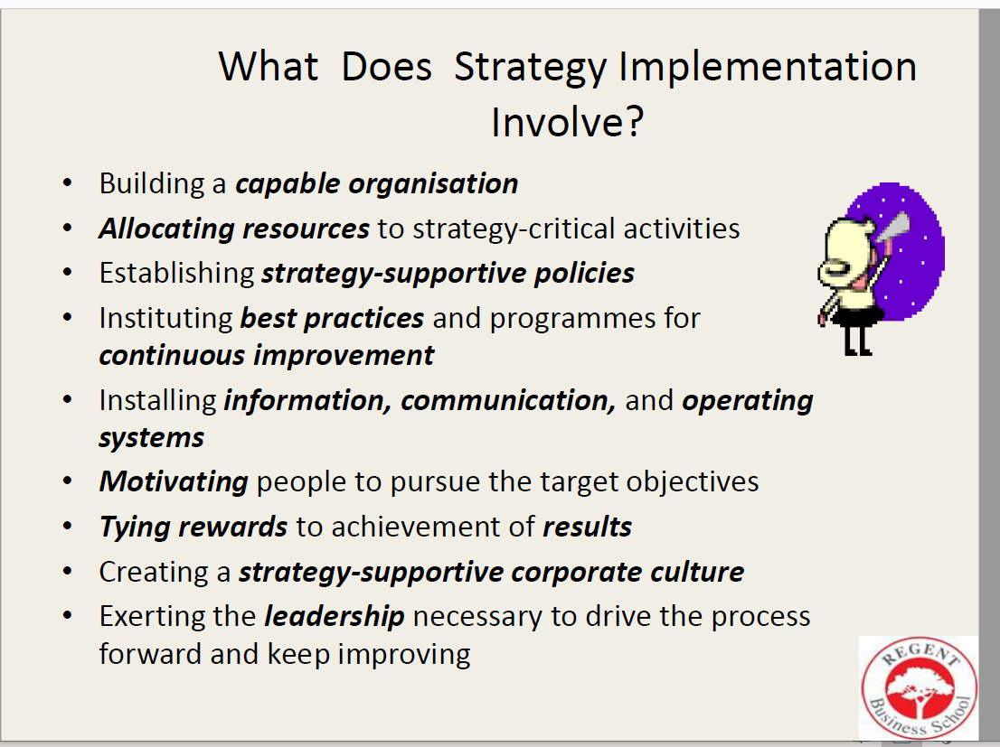 What Does Strategy Implementation
Involve?
• Building a capable organisation
• Allocating resources to strategy-critical activities
• Establishing strategy-supportive policies
• Instituting best practices and programmes for
continuous improvement
• Installing information, communication, and operating
systems
• Motivating people to pursue the target objectives
• Tying rewards to achievement of results
• Creating a strategy-supportive corporate culture
• Exerting the leadership necessary to drive the process
forward and keep improving
REGENT
Business School